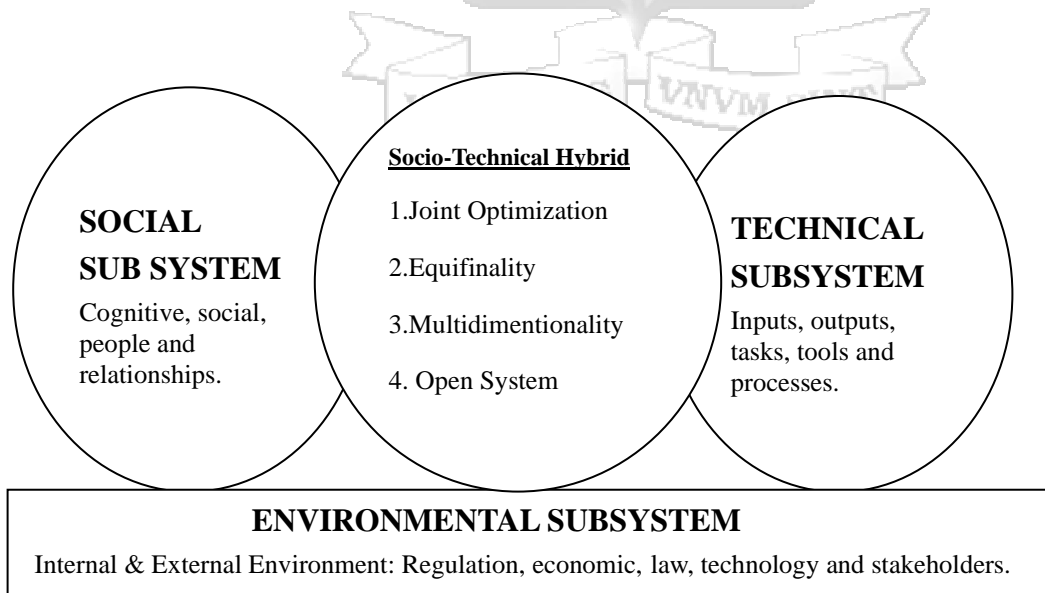 VNVM
SOCIAL
SUB SYSTEM
Cognitive, social,
people and
relationships.
Socio-Technical Hybrid
1.Joint Optimization
2.Equifinality
3.Multidimentionality
4. Open System
TECHNICAL
SUBSYSTEM
Inputs, outputs,
tasks, tools and
processes.
ENVIRONMENTAL SUBSYSTEM
Internal & External Environment: Regulation, economic, law, technology and stakeholders.